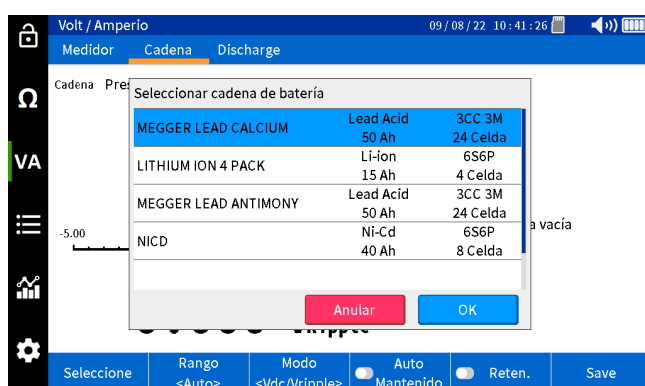 Volt / Amperio 09 / 08 / 22 10 : 41 : 26
Medidor Cadena Discharge
Cadena
Seleccionar cadena de batería
MEGGER LEAD CALCIUM Lead Acid 3CC 3M
50 Ah 24 Celda
LITHIUM ION 4 PACK Li-ion 6S6P
15 Ah 4 Celda
MEGGER LEAD ANTIMONY Lead Acid 3CC 3M
50 Ah 24 Celda
NICD Ni-Cd 6S6P
40 Ah 8 Celda
Ω
VA
-5.00
vacía
Anular OK
Seleccione Rango <Auto> Modo <Vdc/Vripple> Auto Mantenido Reten. Save